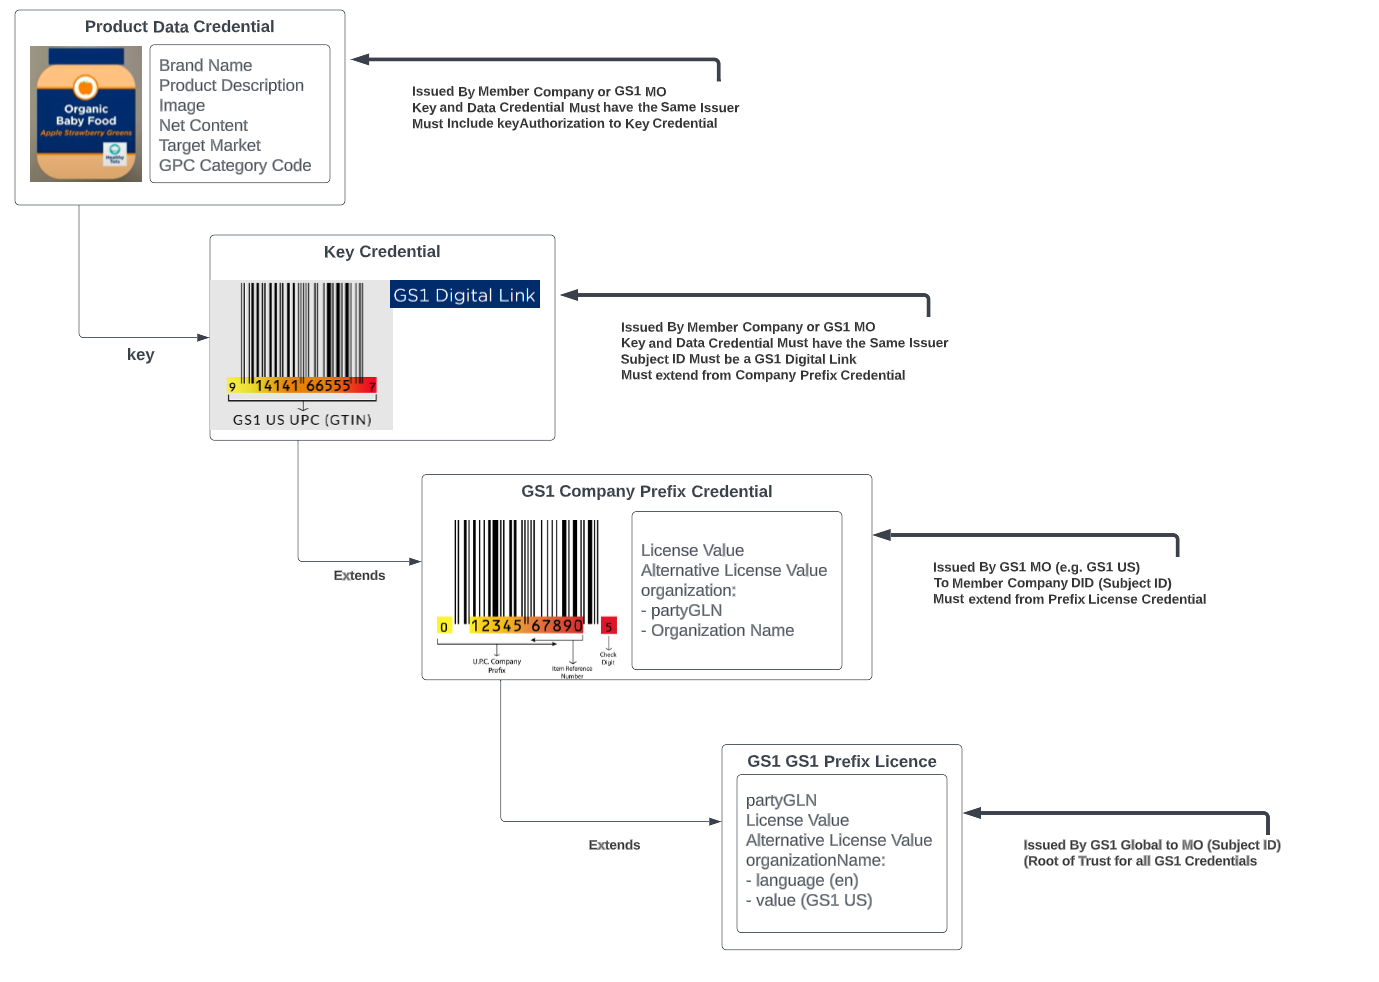 Product Data Credential
Organic
Baby Food
Apple Strawberry Greens
Healthy
Tots
Brand Name
Product Description
Image
Net Content
Target Market
GPC Category Code
Issued By Member Company or GS1 MO
Key and Data Credential Must have the Same Issuer
Must Include keyAuthorization to Key Credential
key
Key Credential
GS1 Digital Link
9 14141 66555 7
GS1 US UPC (GTIN)
Issued By Member Company or GS1 MO
Key and Data Credential Must have the Same Issuer
Subject ID Must be a GS1 Digital Link
Must extend from Company Prefix Credential
Extends
GS1 Company Prefix Credential
0 12345 67890 5
U.P.C. Company
Prefix
Item Reference
Number
Check
Digit
License Value
Alternative License Value
organization:
- partyGLN
- Organization Name
Issued By GS1 MO (e.g. GS1 US)
To Member Company DID (Subject ID)
Must extend from Prefix License Credential
Extends
GS1 GS1 Prefix Licence
partyGLN
License Value
Alternative License Value
organizationName:
- language (en)
- value (GS1 US)
Issued By GS1 Global to MO (Subject ID)
(Root of Trust for all GS1 Credentials